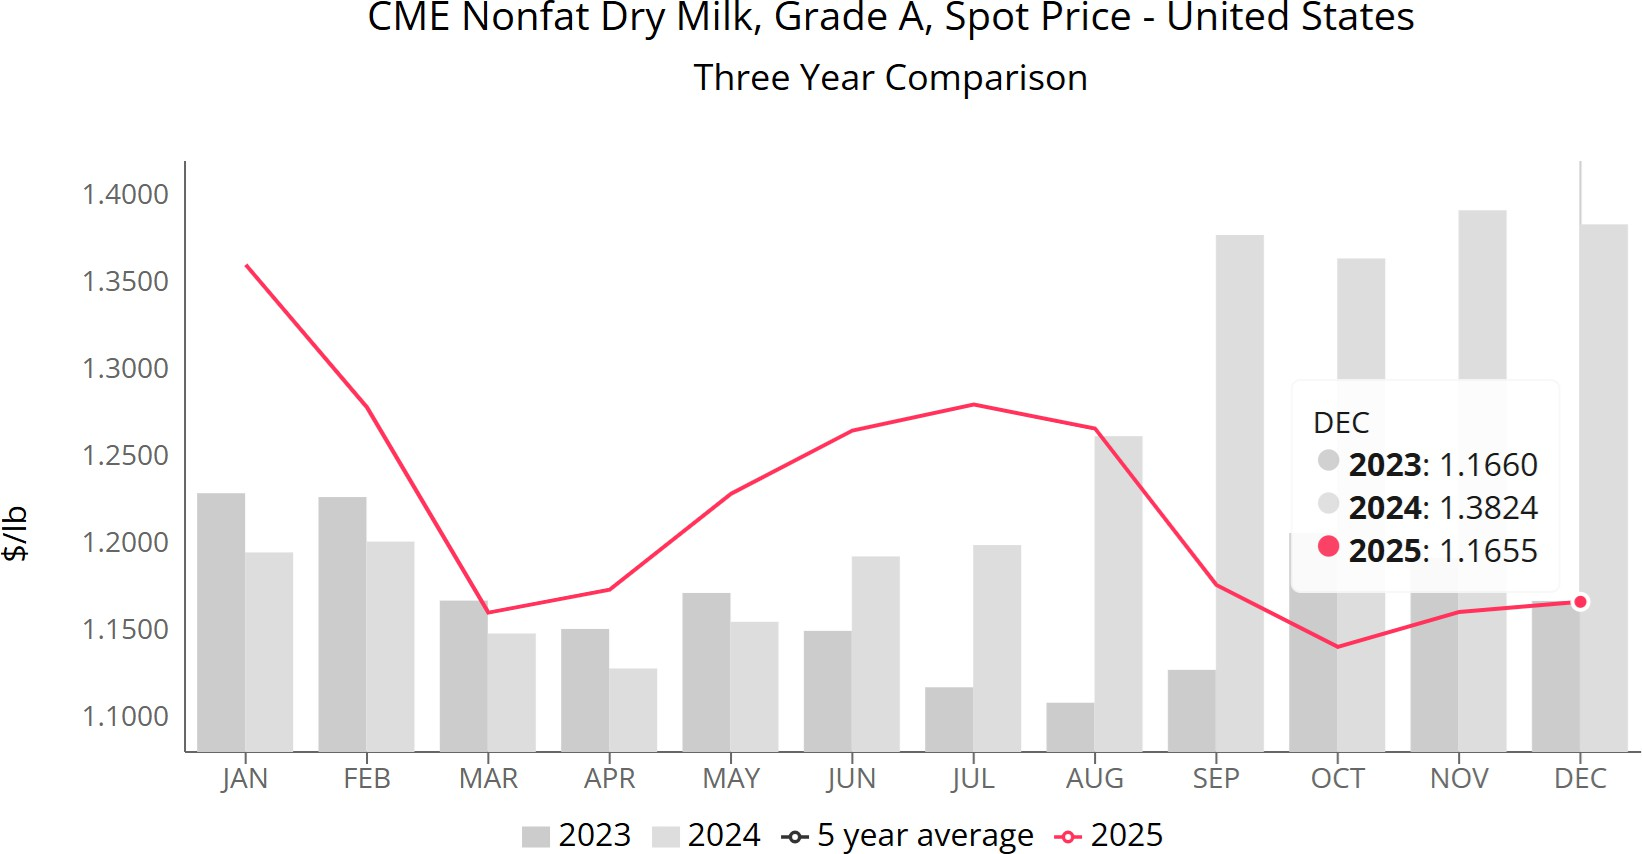 CME Nonfat Dry Milk, Grade A, Spot Price - United States
Three Year Comparison
$/lb
1.4000
1.3500
1.3000
1.2500
1.2000
1.1500
1.1000
DEC
2023: 1.1660
2024: 1.3824
2025: 1.1655
JAN FEB MAR APR MAY JUN JUL AUG SEP OCT NOV DEC
2023 2024 5 year average 2025